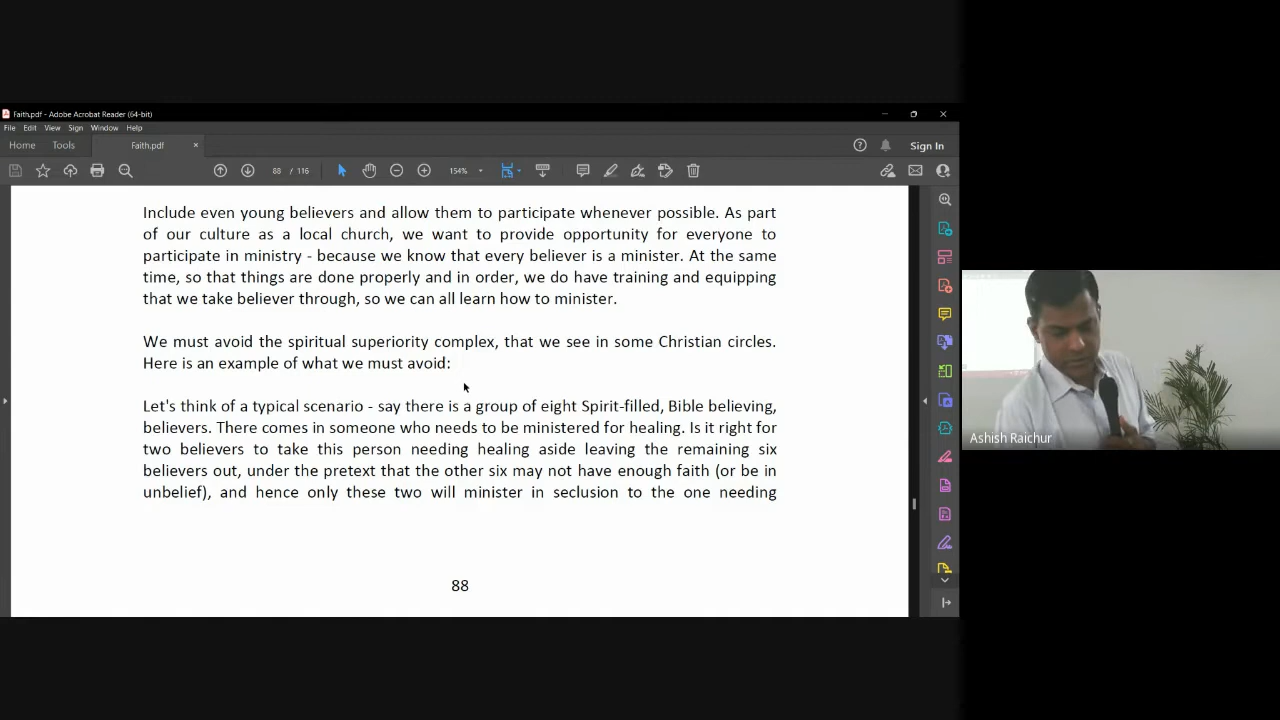 Faith.pdf - Adobe Acrobat Reader (64-bit)
File Edit View Sign Window Help
Home Tools Faith.pdf × Sign In
88 / 116 154%
Include even young believers and allow them to participate whenever possible. As part
of our culture as a local church, we want to provide opportunity for everyone to
participate in ministry - because we know that every believer is a minister. At the same
time, so that things are done properly and in order, we do have training and equipping
that we take believer through, so we can all learn how to minister.
We must avoid the spiritual superiority complex, that we see in some Christian circles.
Here is an example of what we must avoid:
Let's think of a typical scenario - say there is a group of eight Spirit-filled, Bible believing,
believers. There comes in someone who needs to be ministered for healing. Is it right for
two believers to take this person needing healing aside leaving the remaining six
believers out, under the pretext that the other six may not have enough faith (or be in
unbelief), and hence only these two will minister in seclusion to the one needing
88
Ashish Raichur